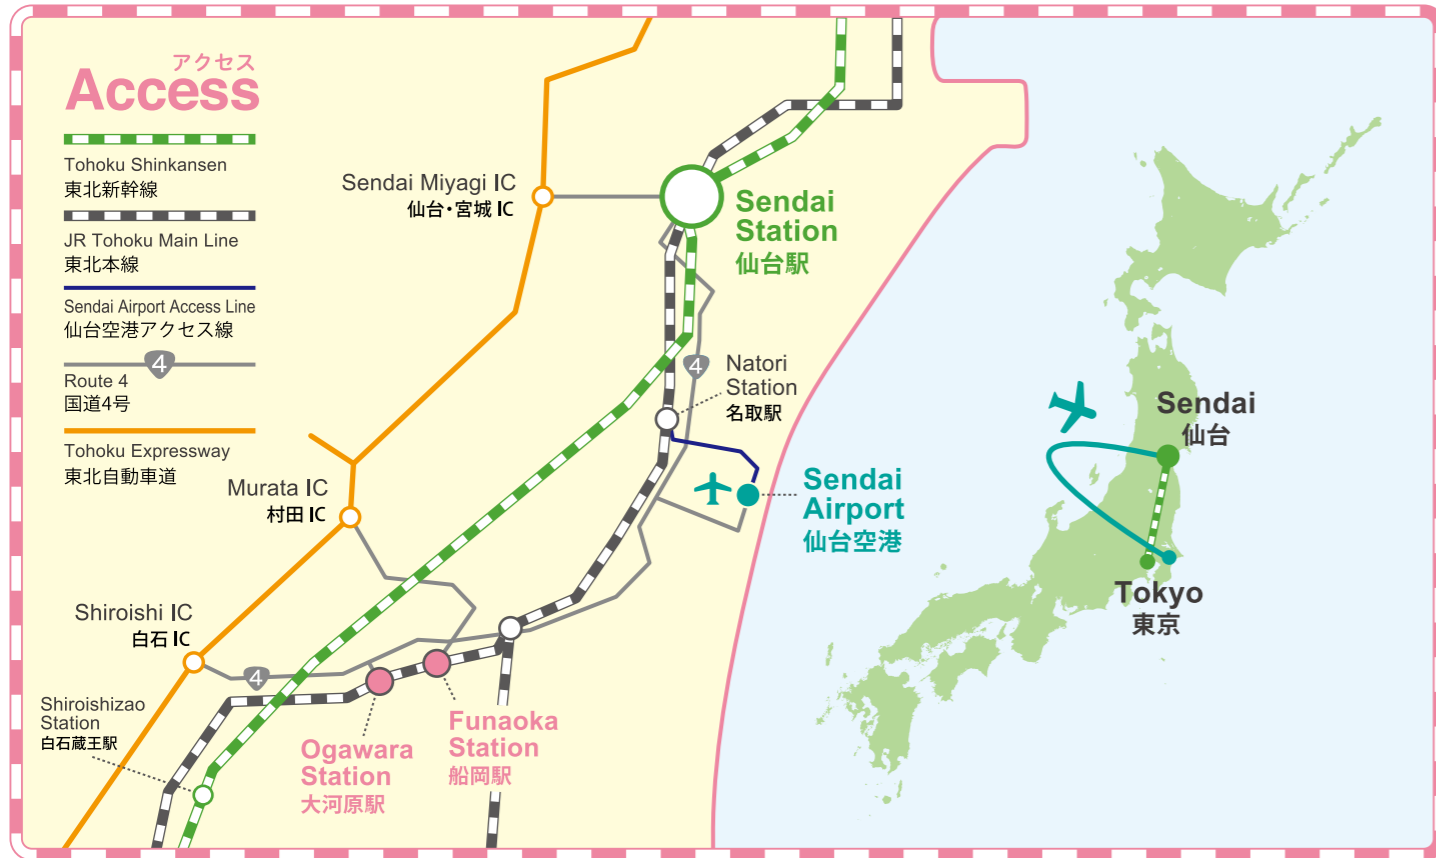 アクセス
Access
Tohoku Shinkansen
東北新幹線
JR Tohoku Main Line
東北本線
Sendai Airport Access Line
仙台空港アクセス線
4
Route 4
国道4号
Tohoku Expressway
東北自動車道
Sendai Miyagi IC
仙台・宮城 IC
Sendai
Station
仙台駅
4
Natori
Station
名取駅
Murata IC
村田 IC
Sendai
Airport
仙台空港
Shiroishi IC
白石 IC
4
Shiroishizao
Station
白石蔵王駅
Ogawara
Station
大河原駅
Funaoka
Station
船岡駅
Sendai
仙台
Tokyo
東京